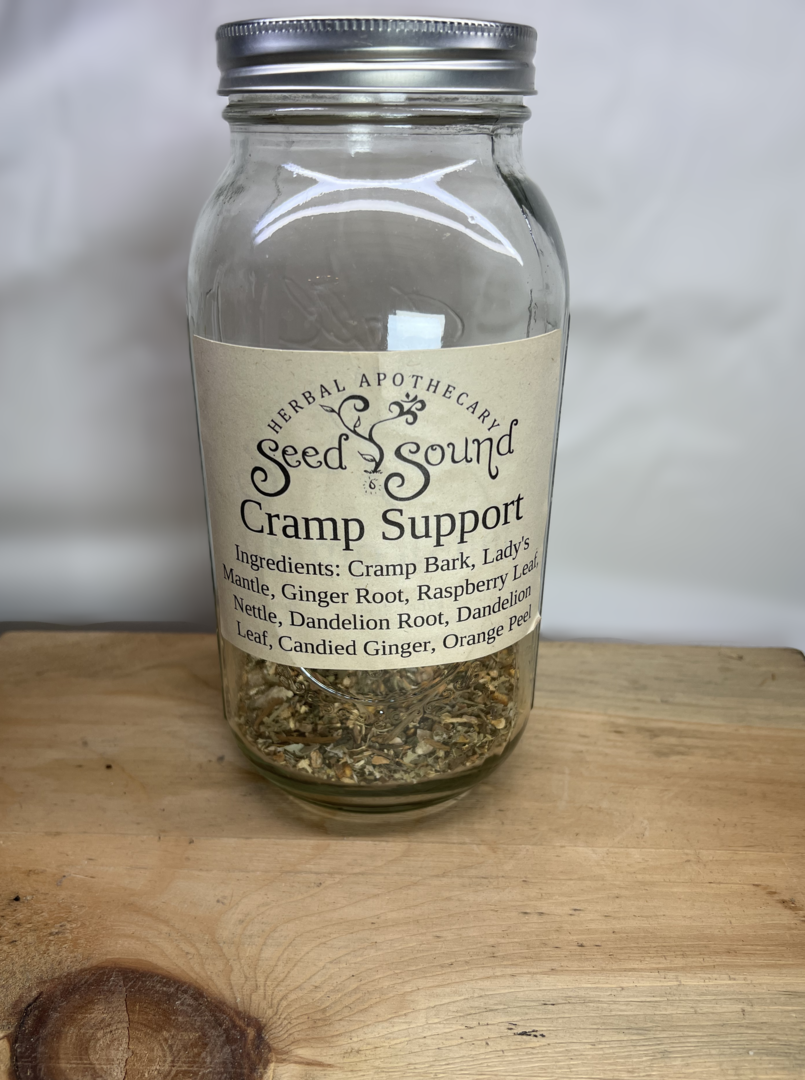 HERBAL APOTHECARY
Seed Sound
Cramp Support
Ingredients: Cramp Bark, Lady's
Mantle, Ginger Root, Raspberry Leaf,
Nettle, Dandelion Root, Dandelion
Leaf, Candied Ginger, Orange Peel